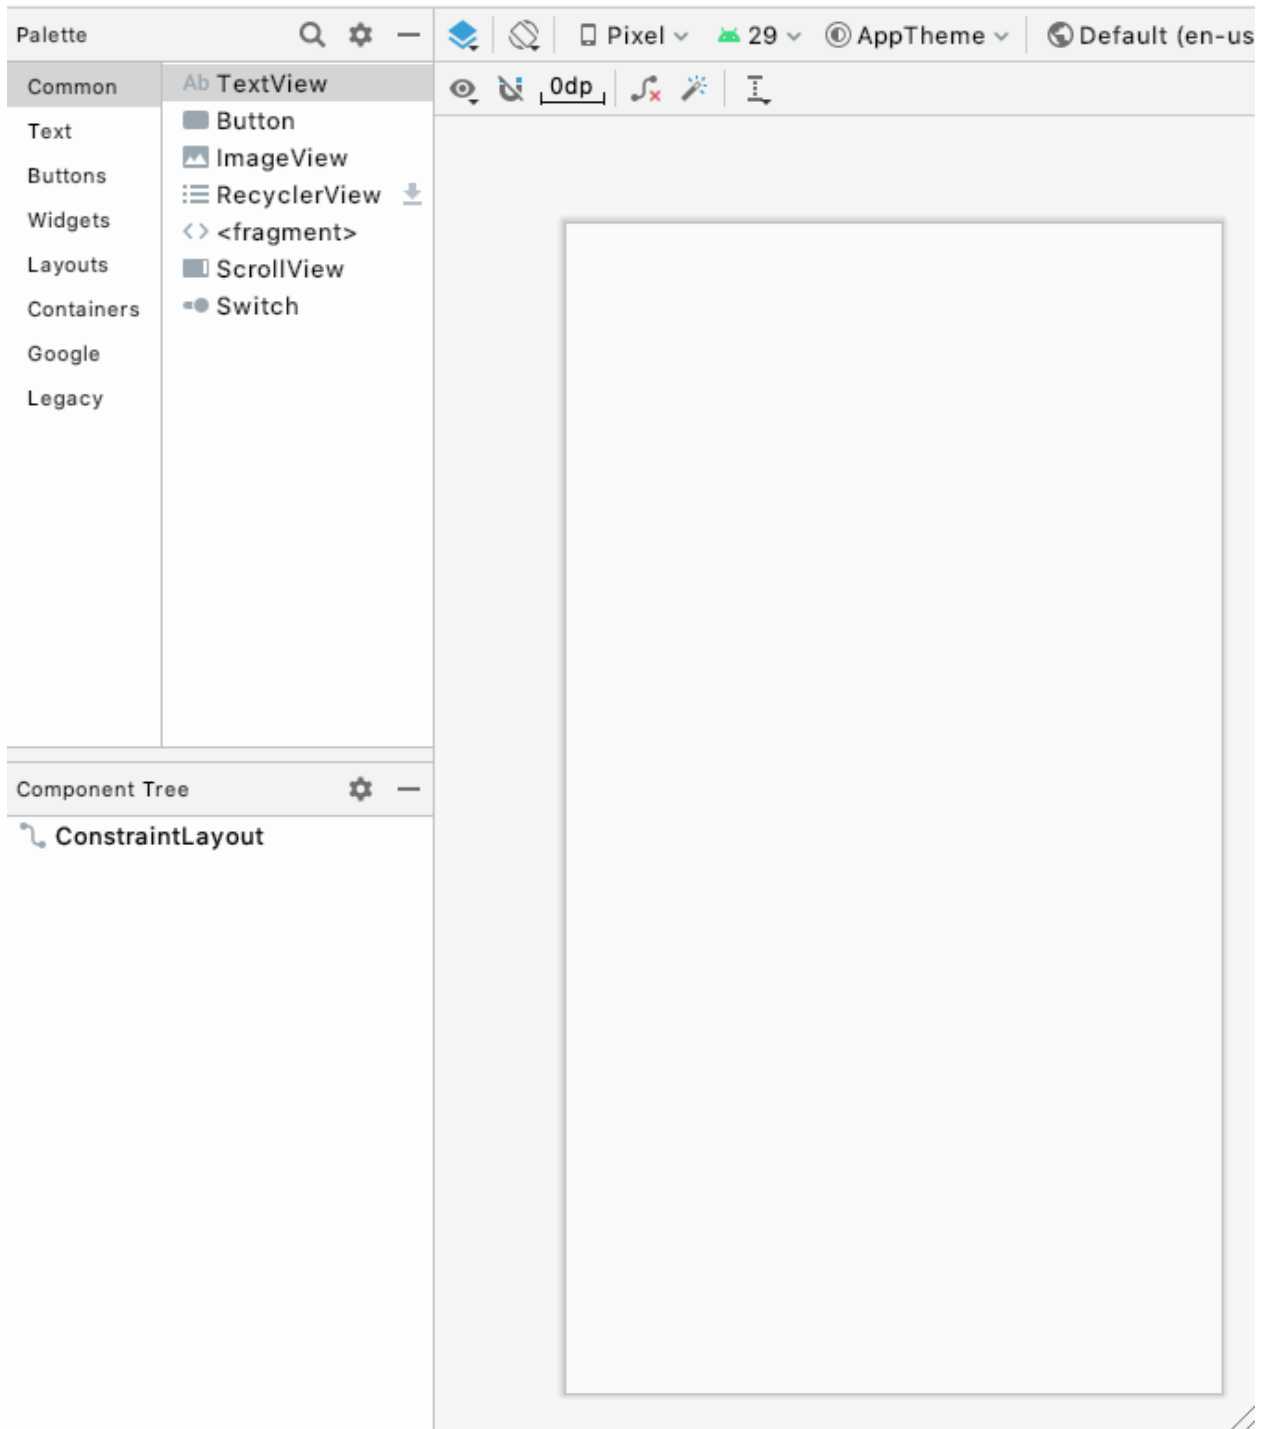 Palette
Pixel
29
AppTheme
Default (en-us
0dp
Common
Text
Buttons
Widgets
Layouts
Containers
Google
Legacy
Ab TextView
Button
ImageView
RecyclerView
<fragment>
ScrollView
Switch
Component Tree
ConstraintLayout